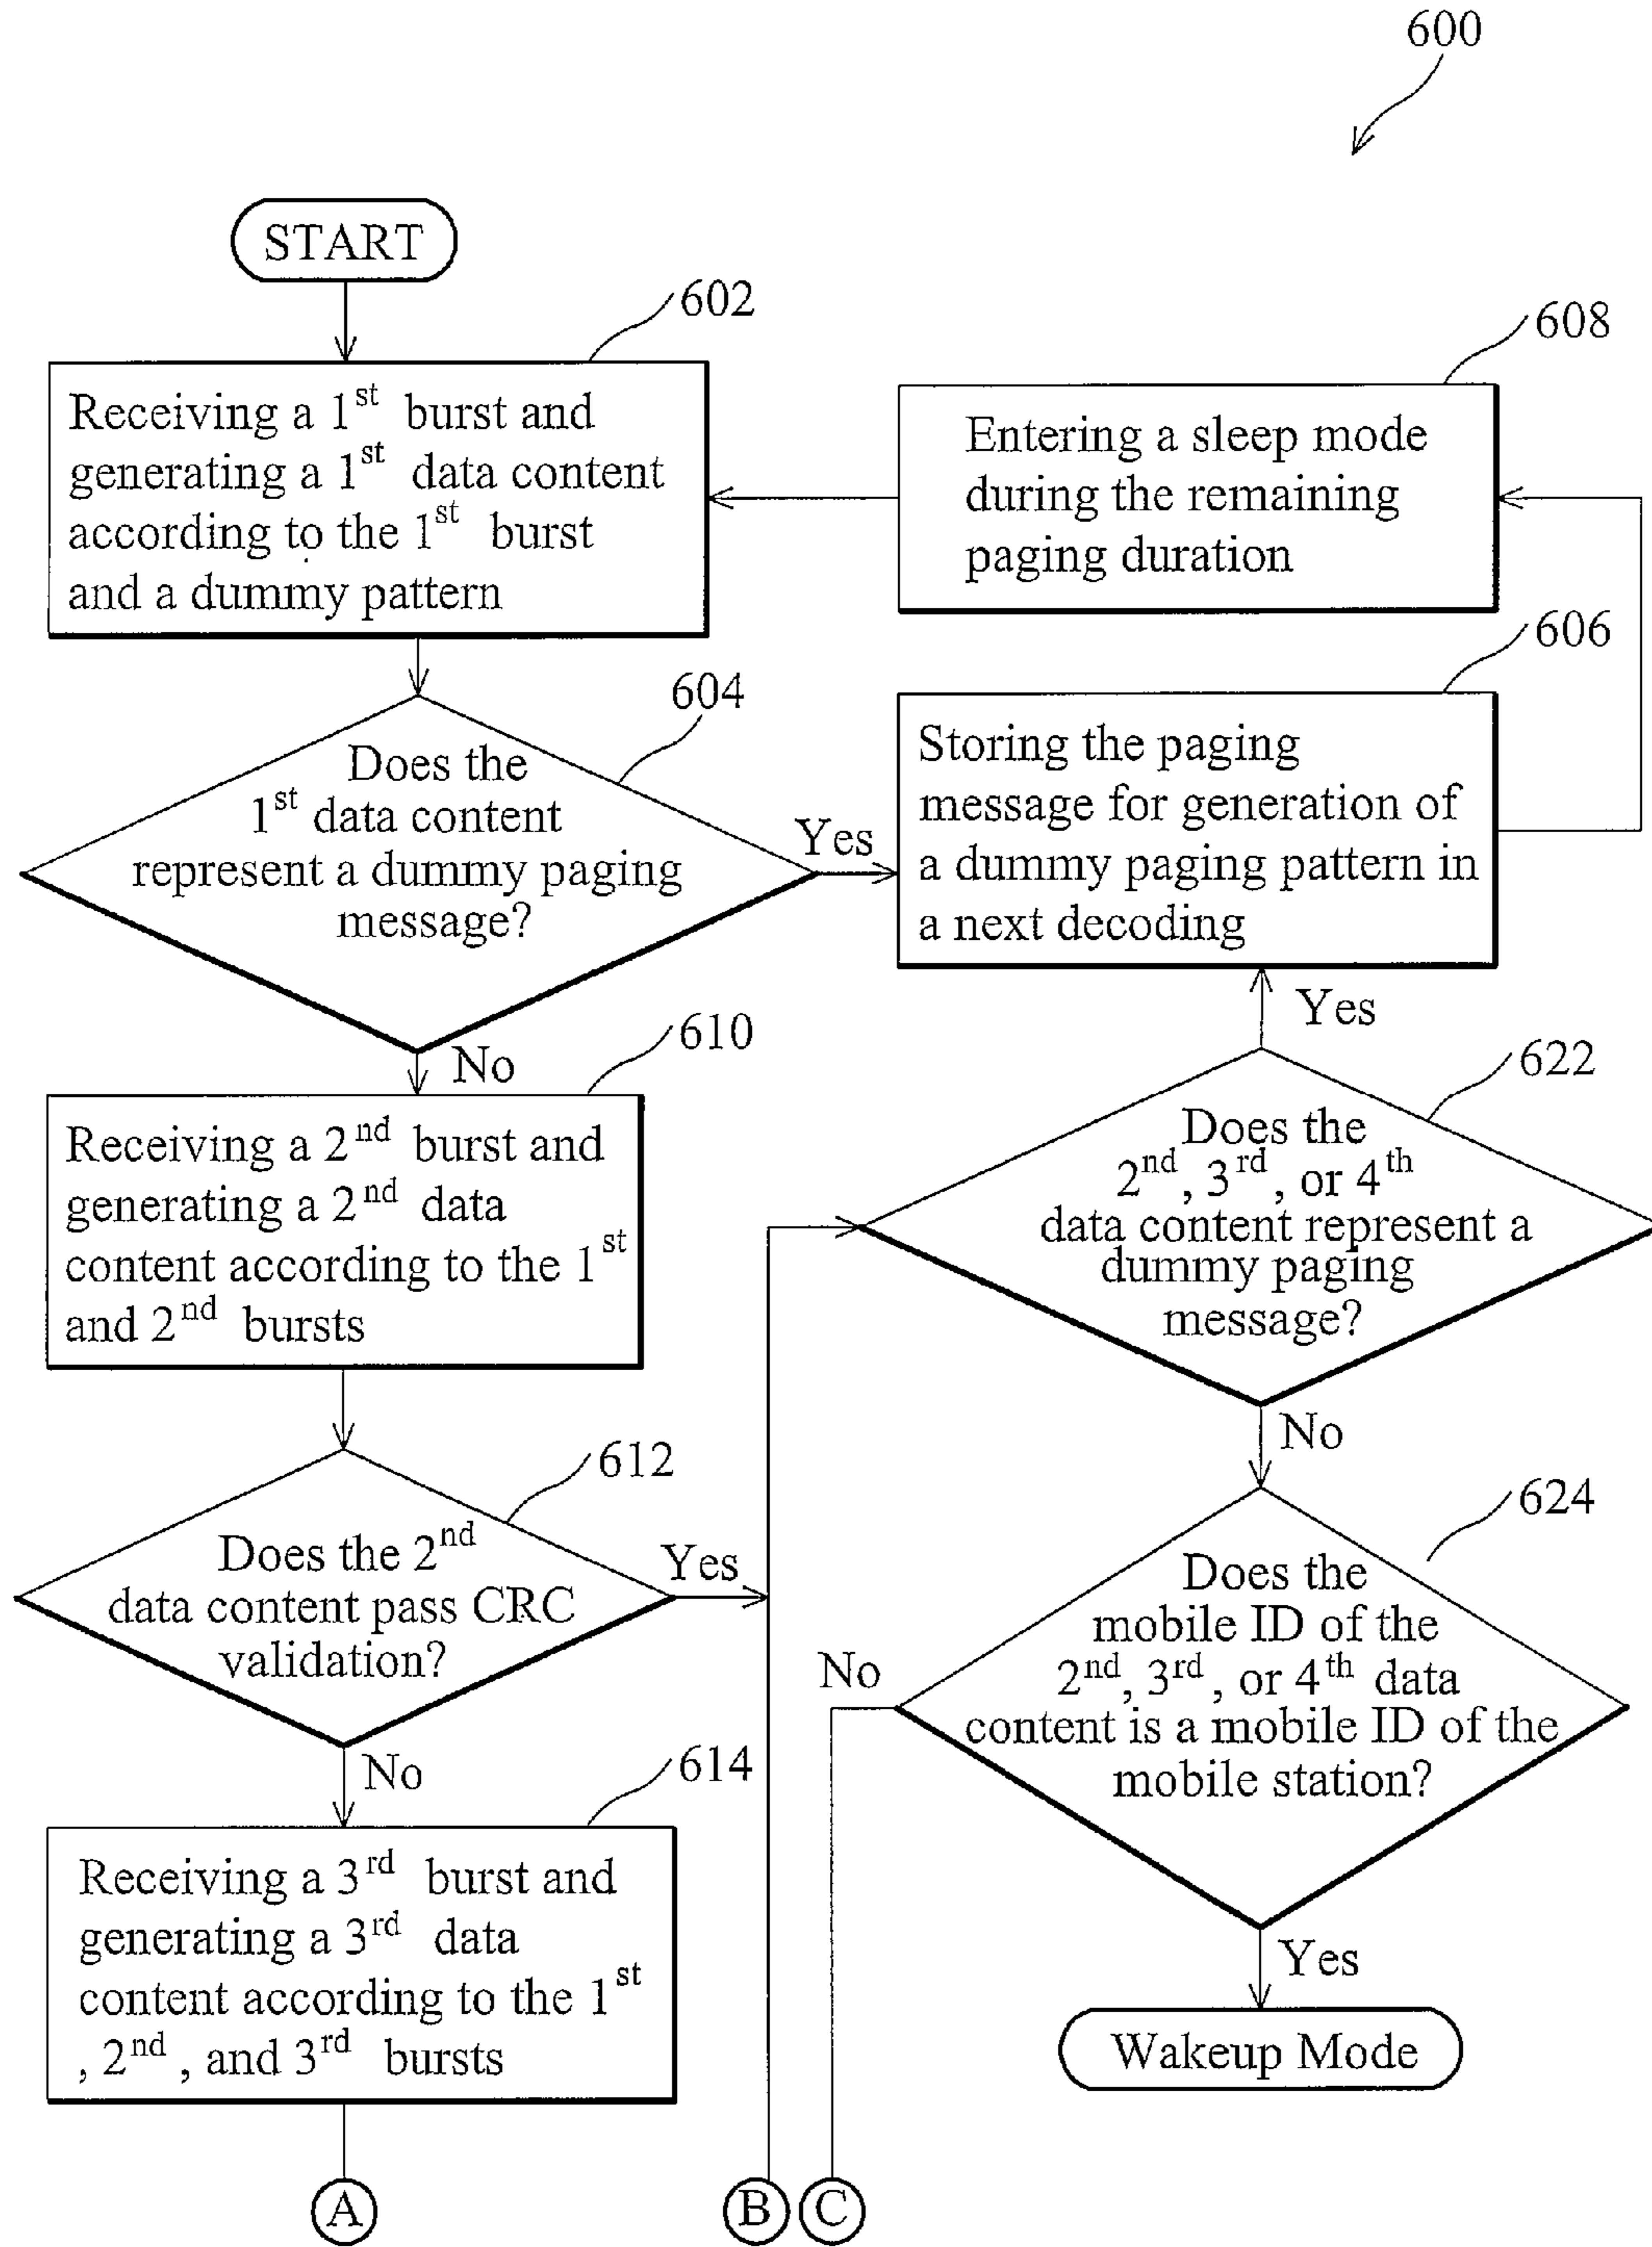 600
START
602
Receiving a 1st burst and
generating a 1st data content
according to the 1st burst
and a dummy pattern
608
Entering a sleep mode
during the remaining
paging duration
604
Does the
1st data content
represent a dummy paging
message?
Yes
606
Storing the paging
message for generation of
a dummy paging pattern in
a next decoding
No
Yes
610
Receiving a 2nd burst and
generating a 2nd data
content according to the 1st
and 2nd bursts
622
Does the
2nd, 3rd, or 4th
data content represent a
dummy paging
message?
No
612
Does the 2nd
data content pass CRC
validation?
Yes
No
624
Does the
mobile ID of the
2nd, 3rd, or 4th data
content is a mobile ID of the
mobile station?
No
Yes
614
Receiving a 3rd burst and
generating a 3rd data
content according to the 1st
, 2nd, and 3rd bursts
Wakeup Mode
A
B
C